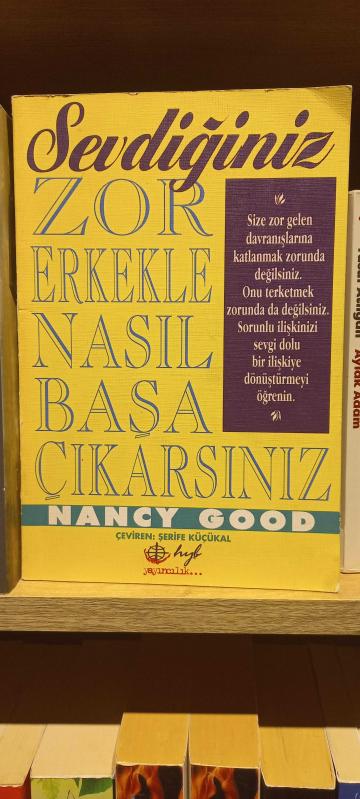 Sevdiğiniz
ZOR
ERKEKLE
NASIL
BAŞA
ÇIKARSINIZ
Size zor gelen
davranışlarına
katlanmak zorunda
değilsiniz.
Onu terketmek
zorunda da değilsiniz.
Sorunlu ilişkinizi
sevgi dolu
bir ilişkiye
dönüştürmeyi
öğrenin.
NANCY GOOD
ÇEVİREN: ŞERİFE KÜÇÜKAL
hyb
yayıncılık...
Aylak Adam